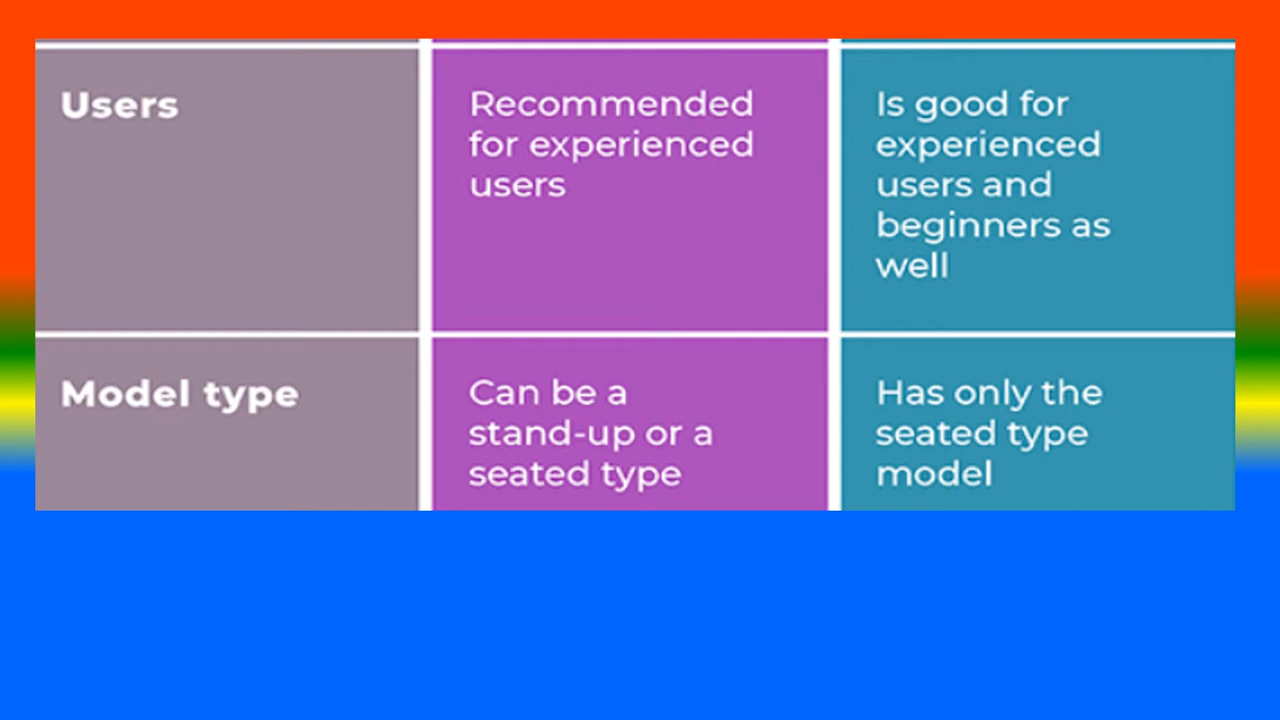 Users
Recommended
for experienced
users
Is good for
experienced
users and
beginners as
well
Model type
Can be a
stand-up or a
seated type
Has only the
seated type
model